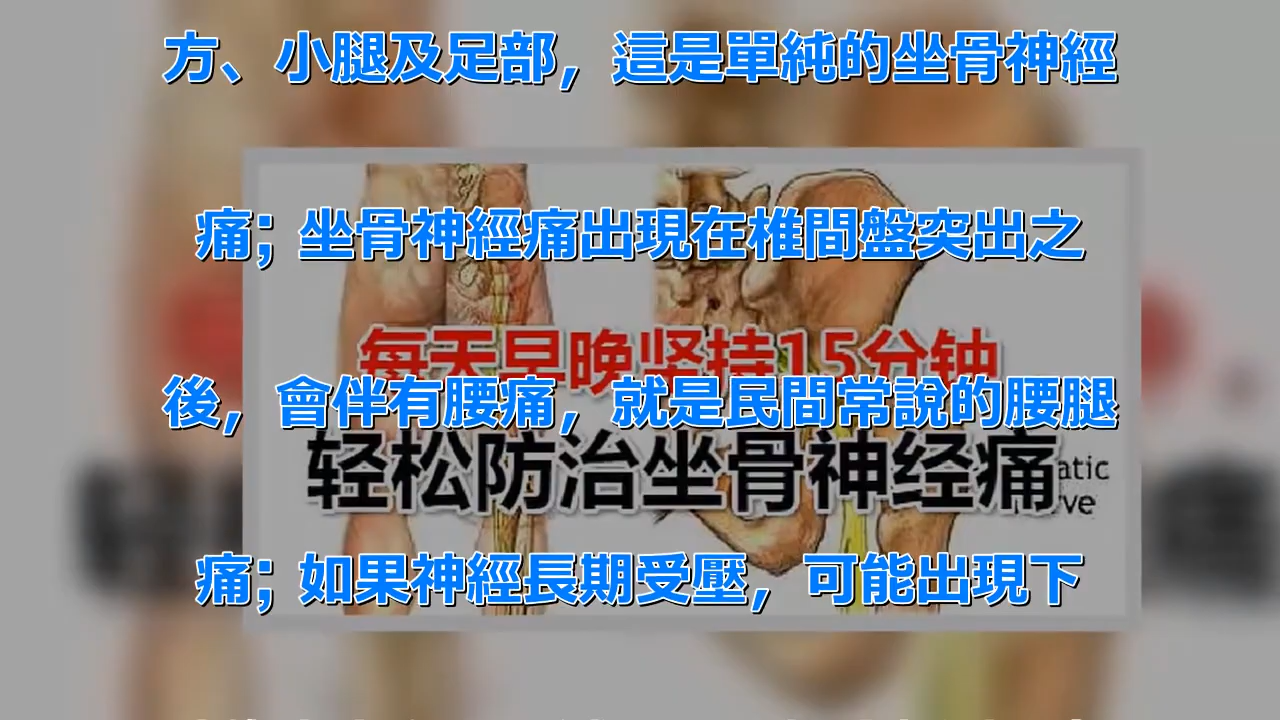 方、小腿及足部，這是單純的坐骨神經
痛；坐骨神經痛出現在椎間盤突出之
每天早晚坚持15分钟
後，會伴有腰痛，就是民間常說的腰腿
轻松防治坐骨神经痛
痛；如果神經長期受壓，可能出現下